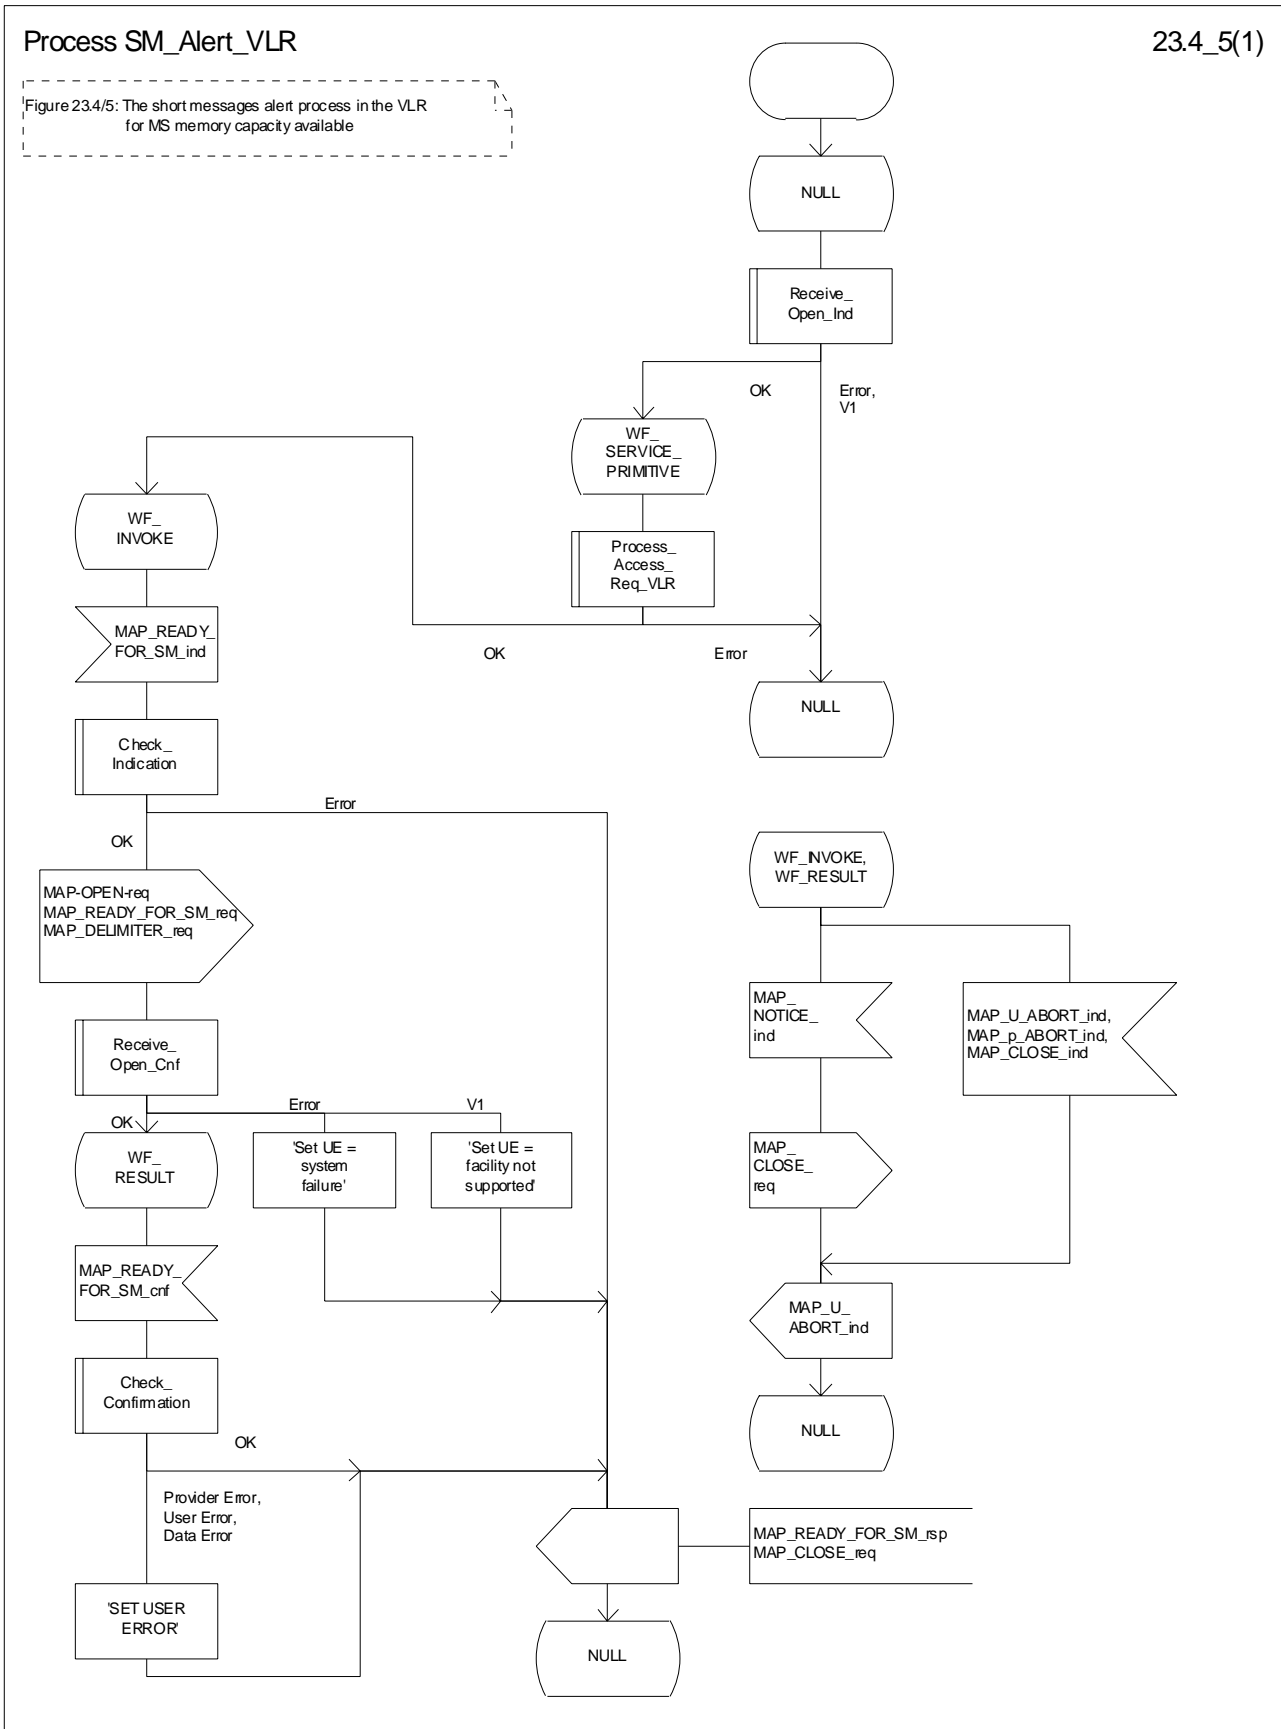 Process SM_Alert_VLR
23.4_5(1)
Figure 23.4/5: The short messages alert process in the VLR
for MS memory capacity available
NULL
Receive_
Open_Ind
OK
Error,
V1
WF_
SERVICE_
PRIMITIVE
WF_
INVOKE
Process_
Access_
Req_VLR
MAP_READY_
FOR_SM_ind
OK
Error
NULL
Check_
Indication
Error
OK
WF_INVOKE,
WF_RESULT
MAP-OPEN-req
MAP_READY_FOR_SM_req
MAP_DELIMITER_req
MAP_
NOTICE_
ind
MAP_U_ABORT_ind,
MAP_p_ABORT_ind,
MAP_CLOSE_ind
Receive_
Open_Cnf
Error
V1
OK
WF_
RESULT
'Set UE =
system
failure'
'Set UE =
facility not
supported'
MAP_
CLOSE_
req
MAP_READY_
FOR_SM_cnf
MAP_U_
ABORT_ind
Check_
Confirmation
NULL
OK
Provider Error,
User Error,
Data Error
MAP_READY_FOR_SM_rsp
MAP_CLOSE_req
'SET USER
ERROR'
NULL